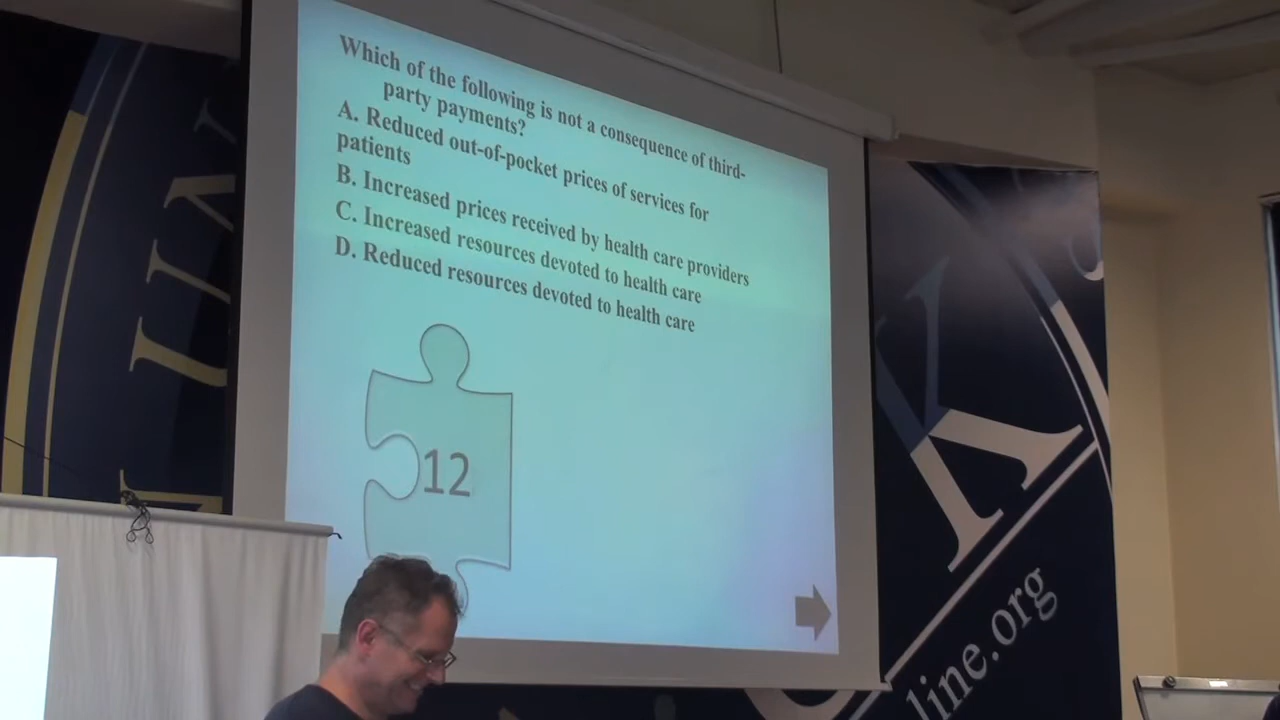 Which of the following is not a consequence of third-
party payments?
A. Reduced out-of-pocket prices of services for
patients
B. Increased prices received by health care providers
C. Increased resources devoted to health care
D. Reduced resources devoted to health care
12
line.org